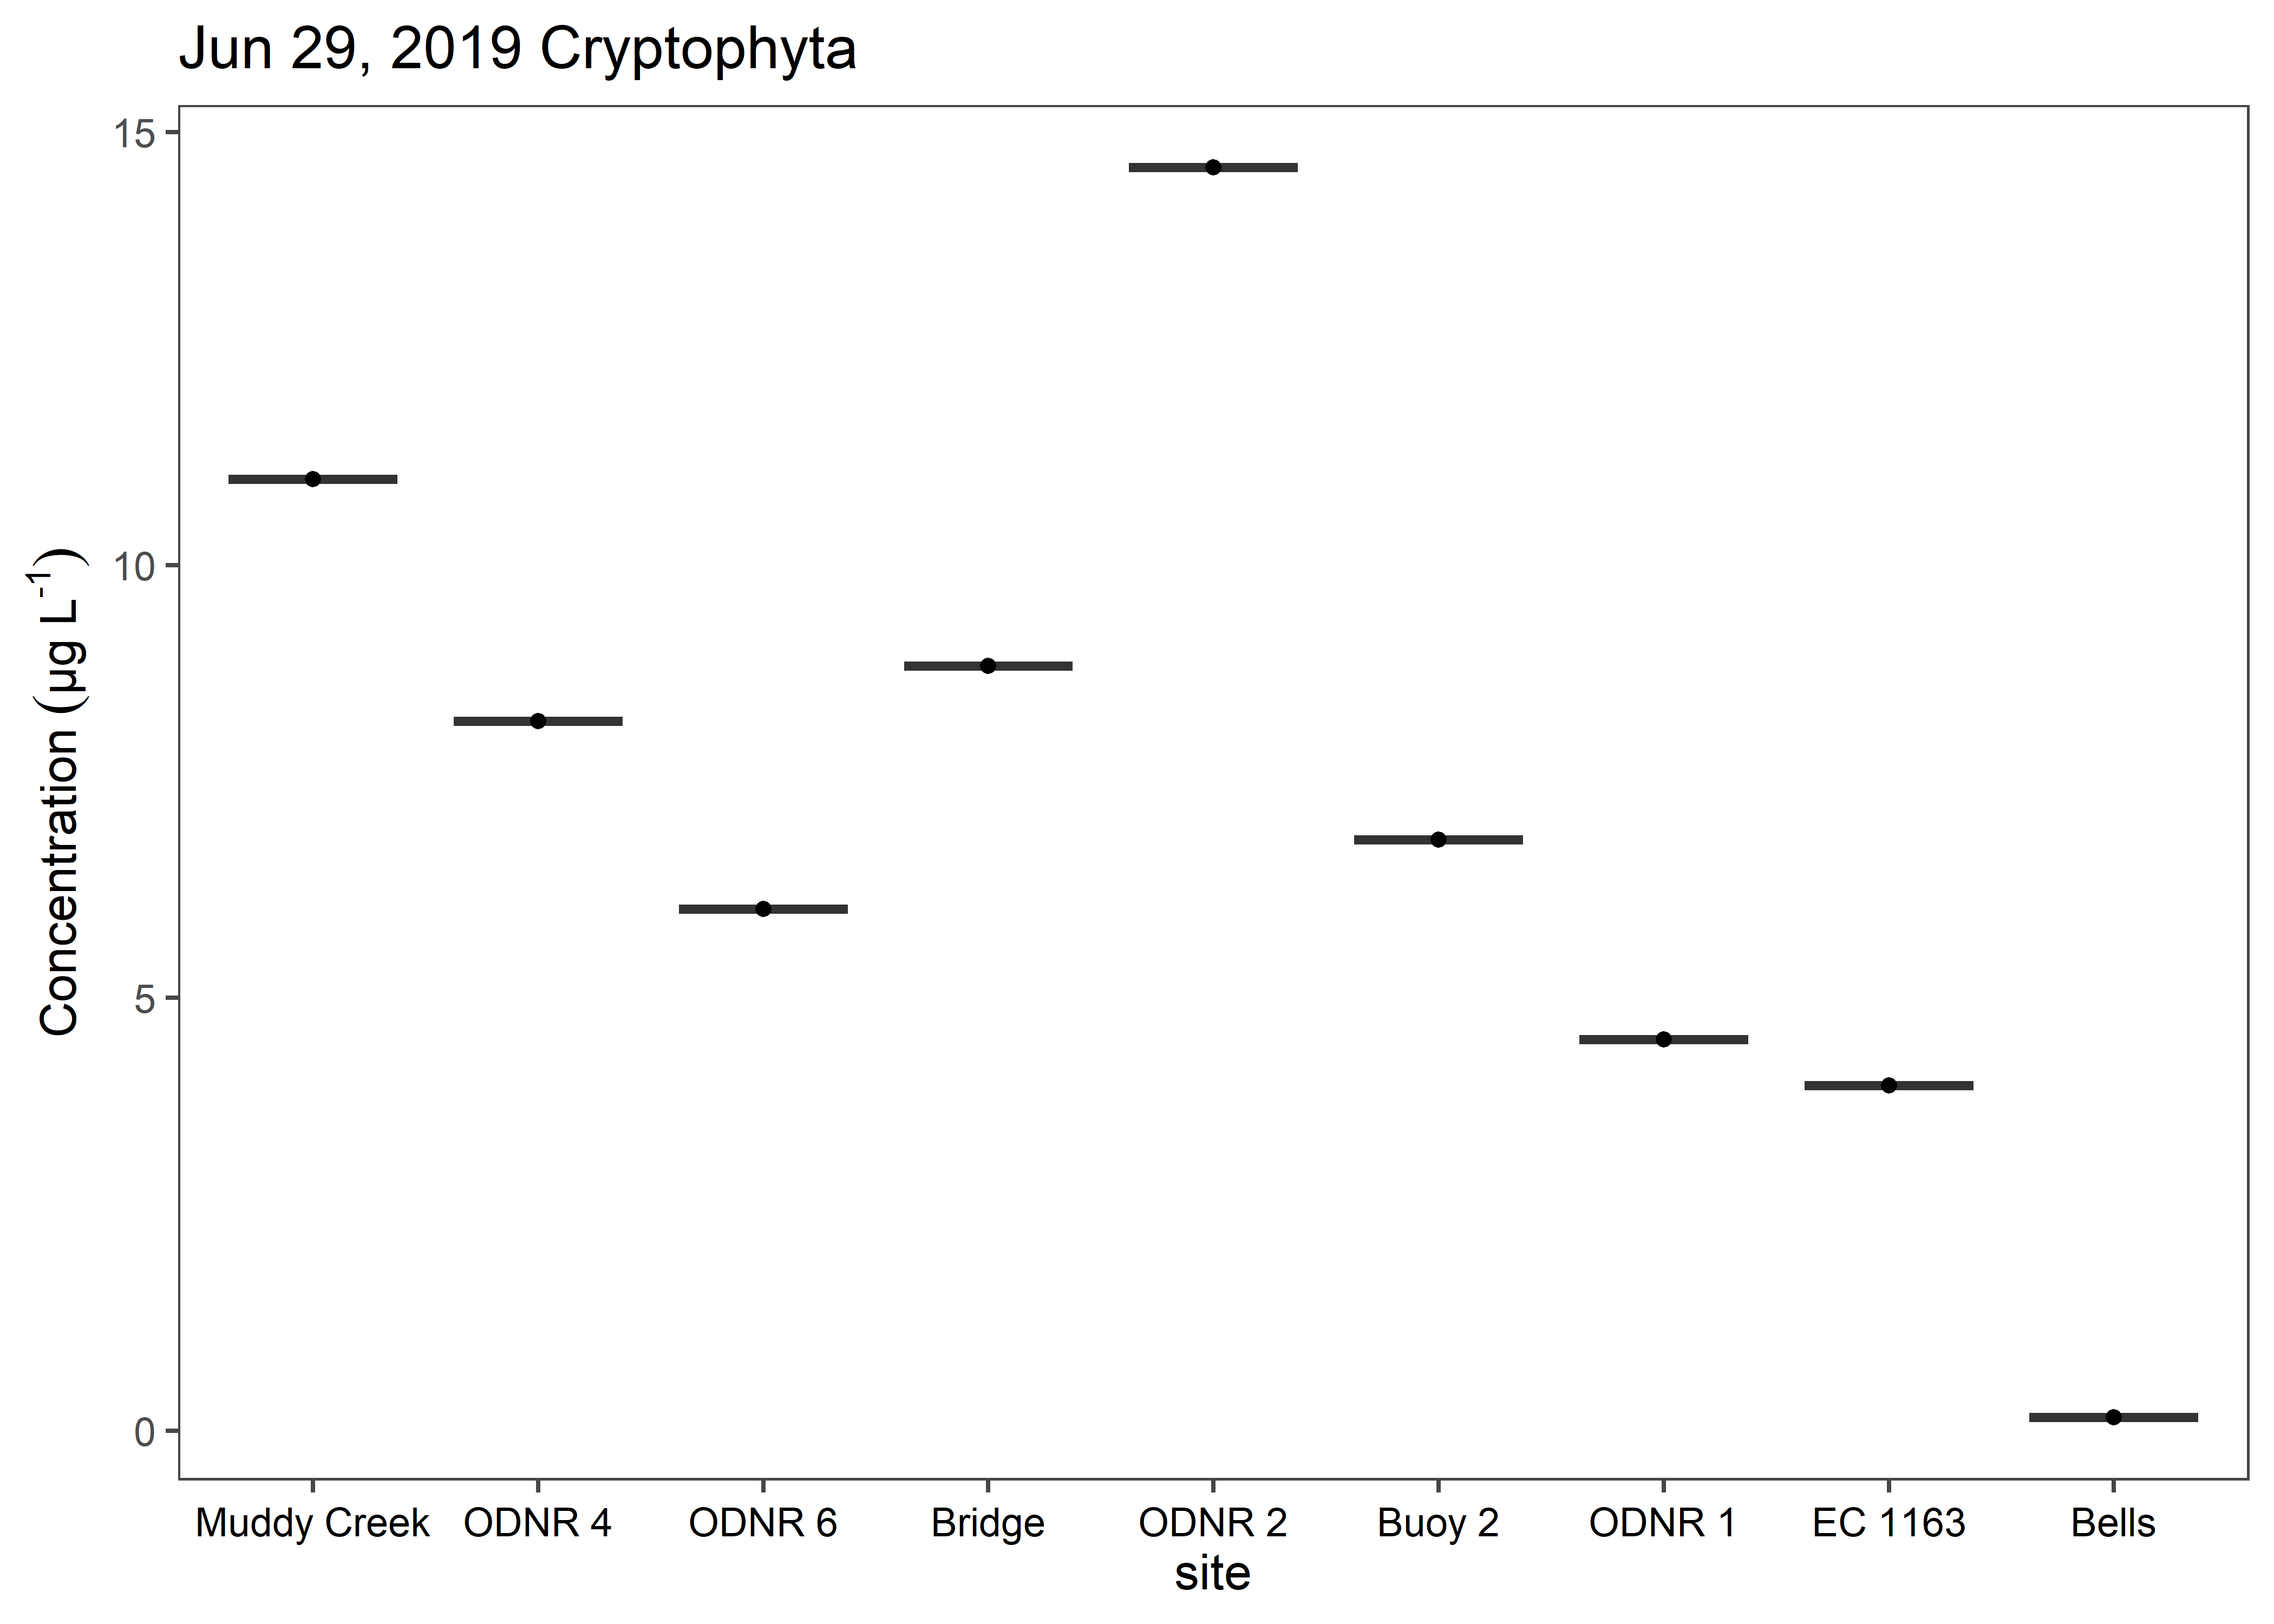 Jun 29, 2019 Cryptophyta
Concentration (µg L⁻¹)
15
10
5
0
Muddy Creek ODNR 4 ODNR 6 Bridge ODNR 2 Buoy 2 ODNR 1 EC 1163 Bells
site